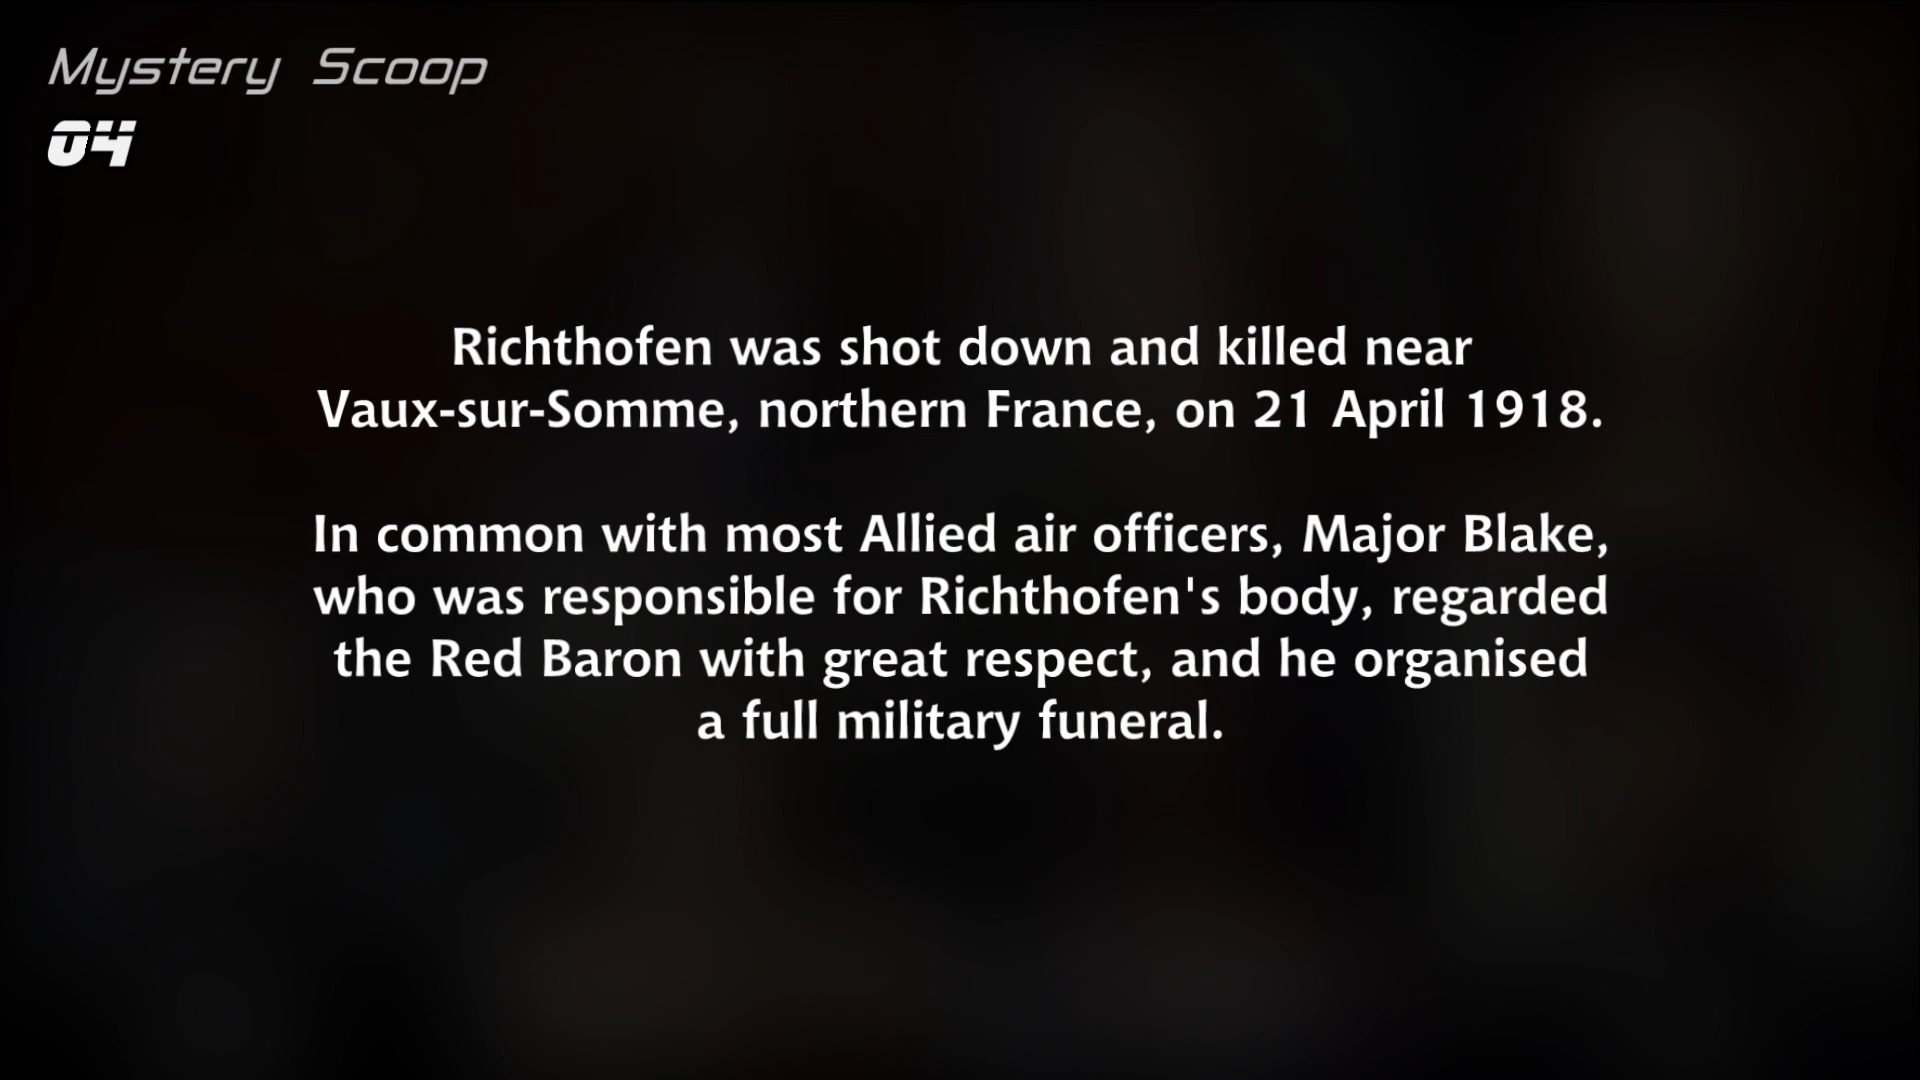 Mystery Scoop
04
Richthofen was shot down and killed near
Vaux-sur-Somme, northern France, on 21 April 1918.
In common with most Allied air officers, Major Blake,
who was responsible for Richthofen's body, regarded
the Red Baron with great respect, and he organised
a full military funeral.